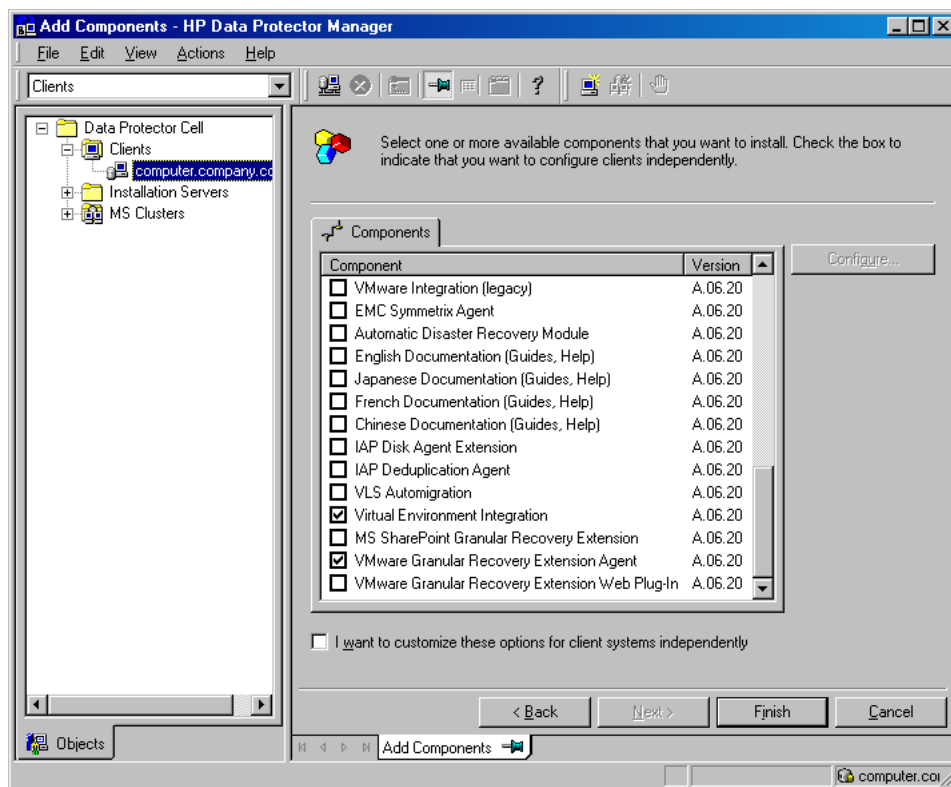 Add Components - HP Data Protector Manager
File Edit View Actions Help
Clients
Data Protector Cell
Clients
computer.company.co
Installation Servers
MS Clusters
Select one or more available components that you want to install. Check the box to
indicate that you want to configure clients independently.
Components
Configure...
Component Version
VMware Integration (legacy) A.06.20
EMC Symmetrix Agent A.06.20
Automatic Disaster Recovery Module A.06.20
English Documentation (Guides, Help) A.06.20
Japanese Documentation (Guides, Help) A.06.20
French Documentation (Guides, Help) A.06.20
Chinese Documentation (Guides, Help) A.06.20
IAP Disk Agent Extension A.06.20
IAP Deduplication Agent A.06.20
VLS Automigration A.06.20
Virtual Environment Integration A.06.20
MS SharePoint Granular Recovery Extension A.06.20
VMware Granular Recovery Extension Agent A.06.20
VMware Granular Recovery Extension Web Plug-In A.06.20
I want to customize these options for client systems independently
< Back Next > Finish Cancel
Objects
Add Components
computer.cor